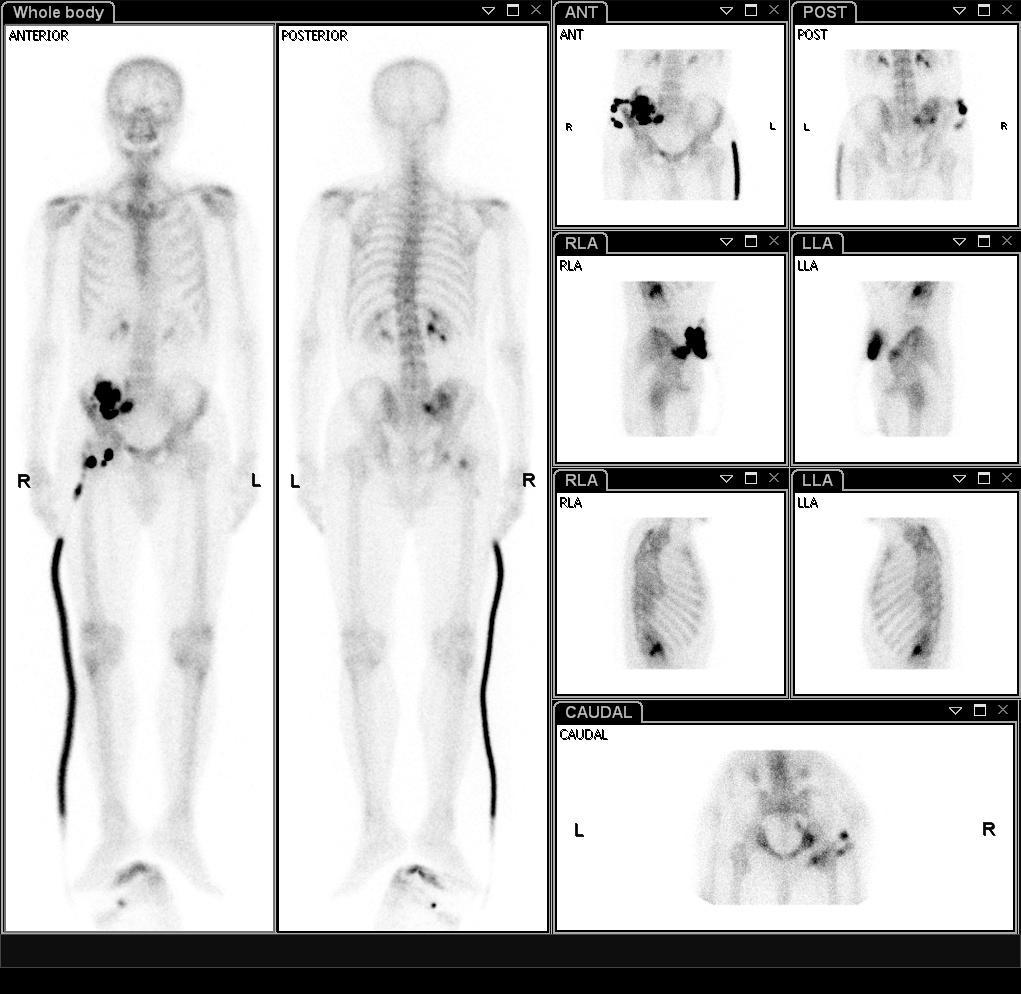 Whole body
ANTERIOR
POSTERIOR
R
L
L
R
ANT
ANT
R
L
POST
POST
L
R
RLA
RLA
LLA
LLA
RLA
RLA
LLA
LLA
CAUDAL
CAUDAL
L
R